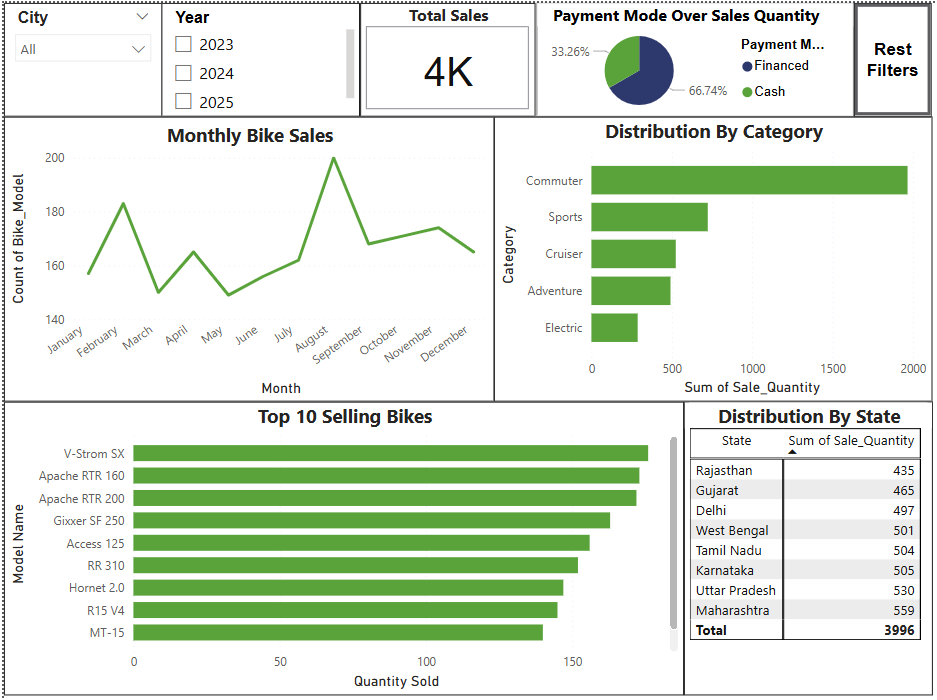 City
All
Year
2023
2024
2025
Total Sales
4K
Payment Mode Over Sales Quantity
33.26%
66.74%
Payment M...
Financed
Cash
Rest
Filters
Monthly Bike Sales
Count of Bike_Model
200
180
160
140
January
February
March
April
May
June
July
August
September
October
November
December
Month
Distribution By Category
Category
Commuter
Sports
Cruiser
Adventure
Electric
0
500
1000
1500
2000
Sum of Sale_Quantity
Top 10 Selling Bikes
Model Name
V-Strom SX
Apache RTR 160
Apache RTR 200
Gixxer SF 250
Access 125
RR 310
Hornet 2.0
R15 V4
MT-15
0
50
100
150
Quantity Sold
Distribution By State
State Sum of Sale_Quantity
Rajasthan 435
Gujarat 465
Delhi 497
West Bengal 501
Tamil Nadu 504
Karnataka 505
Uttar Pradesh 530
Maharashtra 559
Total 3996